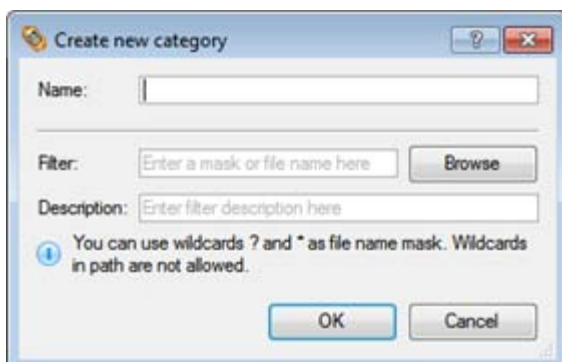 Create new category
Name:
Filter: Enter a mask or file name here Browse
Description: Enter filter description here
You can use wildcards ? and * as file name mask. Wildcards
in path are not allowed.
OK Cancel